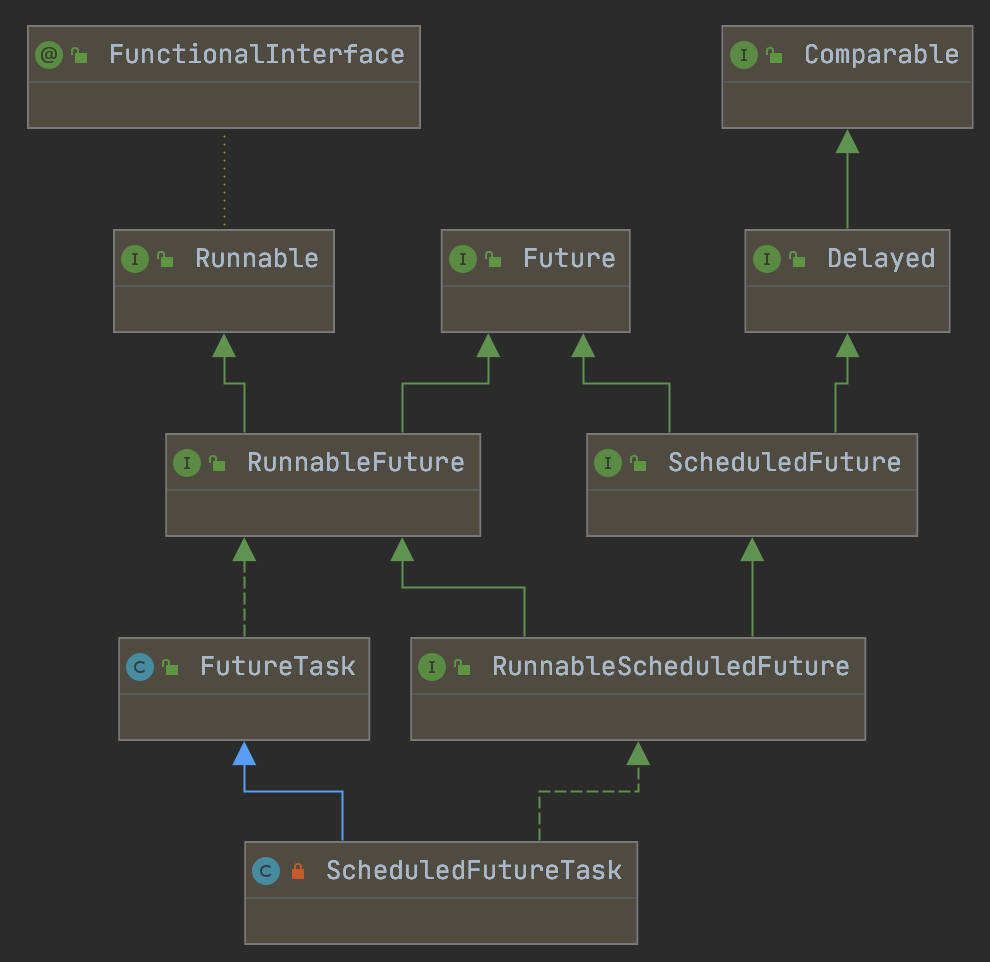 @ FunctionalInterface
I Comparable
I Runnable
I Future
I Delayed
I RunnableFuture
I ScheduledFuture
C FutureTask
I RunnableScheduledFuture
C ScheduledFutureTask